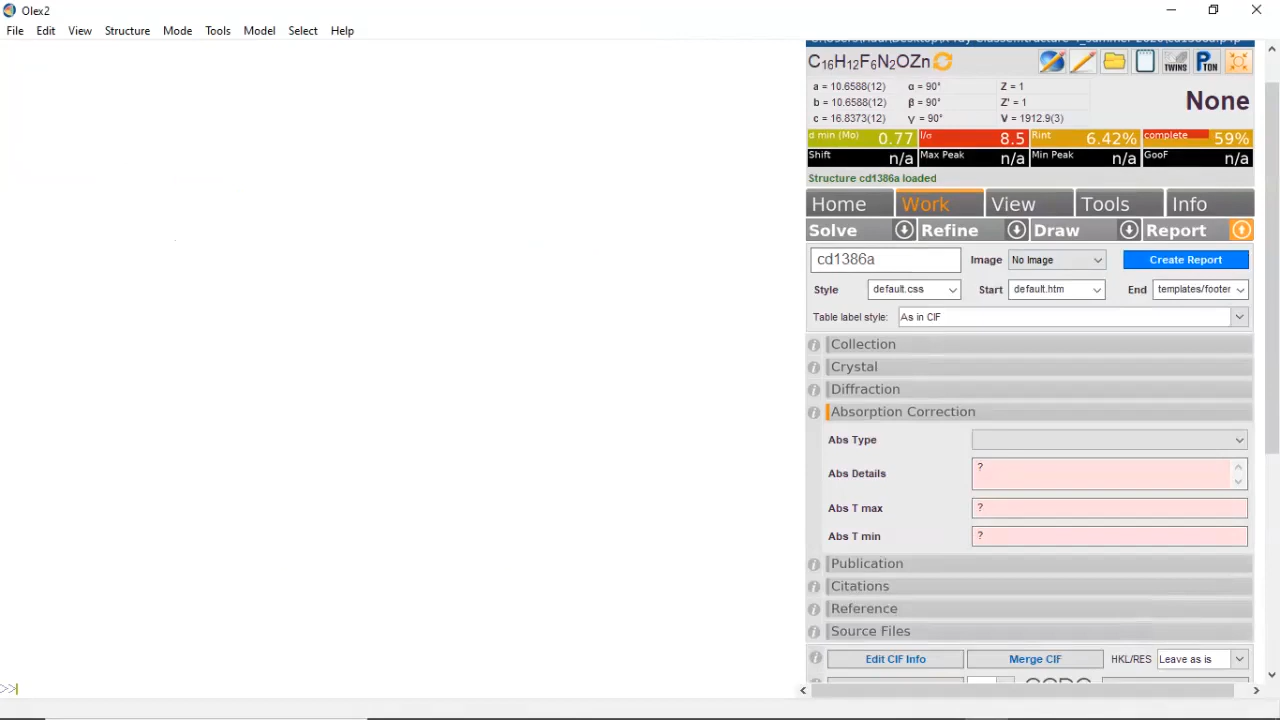 Olex2
File Edit View Structure Mode Tools Model Select Help
C16H12F6N2OZn TWINS PTON
a = 10.6588(12) α = 90° Z = 1
b = 10.6588(12) β = 90° Z' = 1
c = 16.8373(12) γ = 90° V = 1912.9(3)
None
d min (Mo) 0.77 I/σ 8.5 Rint 6.42% complete 59%
Shift n/a Max Peak n/a Min Peak n/a GooF n/a
Structure cd1386a loaded
Home Work View Tools Info
Solve Refine Draw Report
cd1386a Image No Image Create Report
Style default.css Start default.htm End templates/footer
Table label style: As in CIF
Collection
Crystal
Diffraction
Absorption Correction
Abs Type
Abs Details ?
Abs T max ?
Abs T min ?
Publication
Citations
Reference
Source Files
Edit CIF Info Merge CIF HKL/RES Leave as is
>>